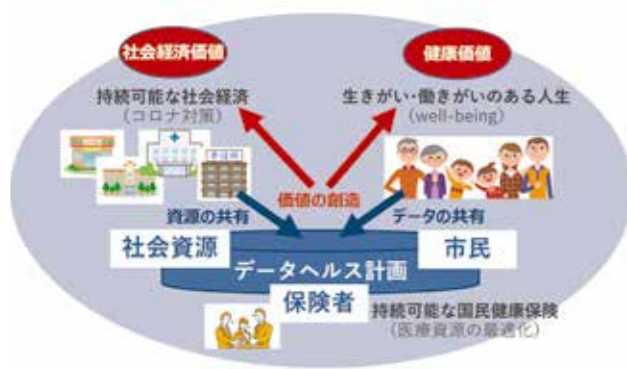 社会経済価値
健康価値
持続可能な社会経済
(コロナ対策)
生きがい・働きがいのある人生
(well-being)
価値の創造
資源の共有
データの共有
社会資源
市民
データヘルス計画
保険者
持続可能な国民健康保険
(医療資源の最適化)